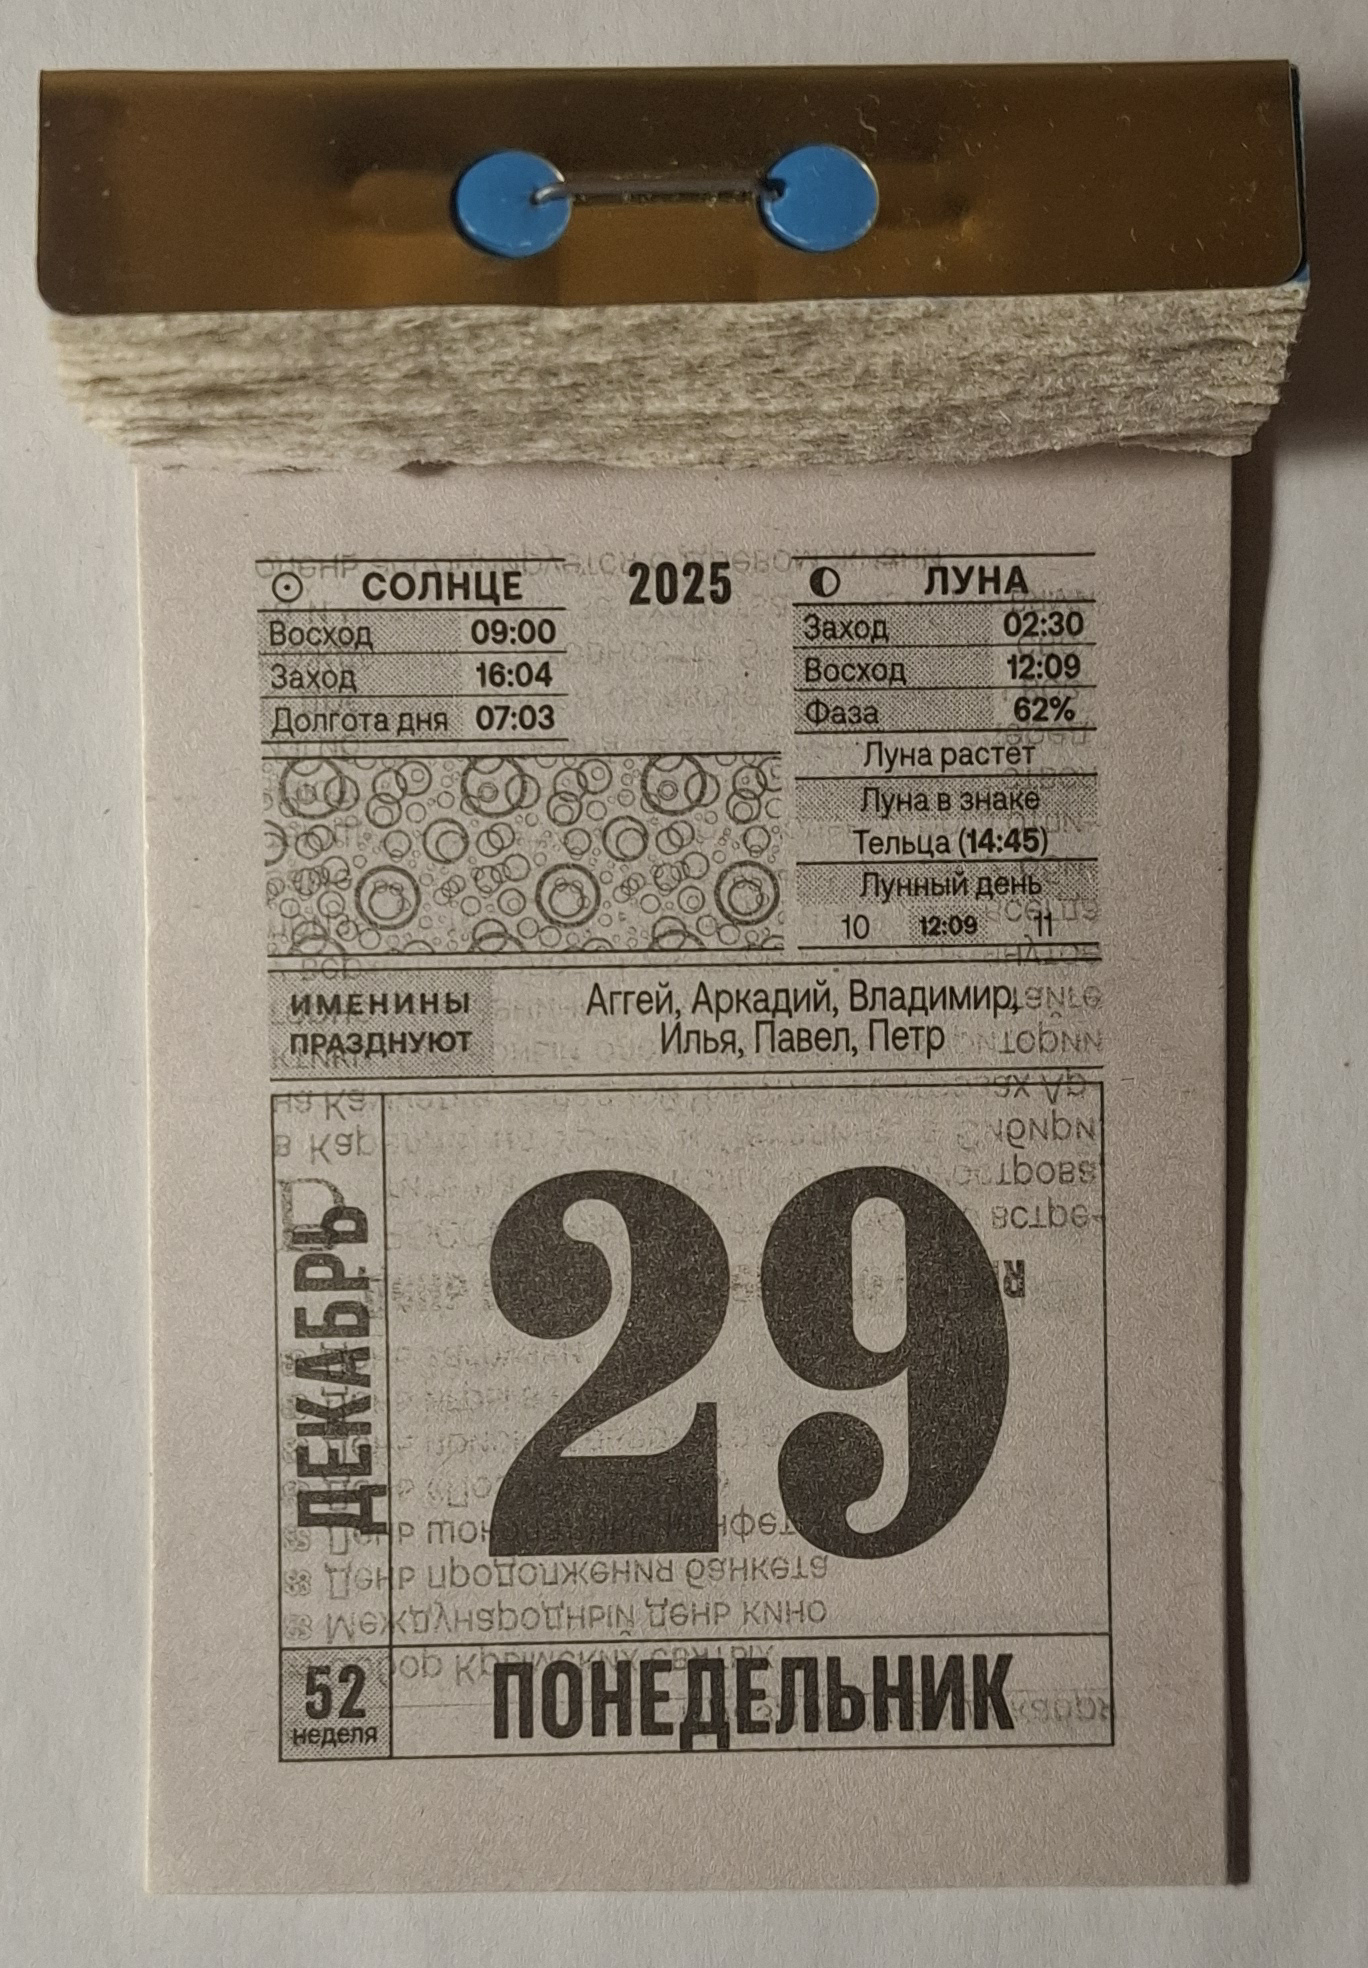 СОЛНЦЕ
Восход 09:00
Заход 16:04
Долгота дня 07:03
2025
ЛУНА
Заход 02:30
Восход 12:09
Фаза 62%
Луна растёт
Луна в знаке
Тельца (14:45)
Лунный день
10 12:09 11
ИМЕНИНЫ
ПРАЗДНУЮТ
Аггей, Аркадий, Владимир,
Илья, Павел, Петр
ДЕКАБРЬ
29
52
неделя
ПОНЕДЕЛЬНИК